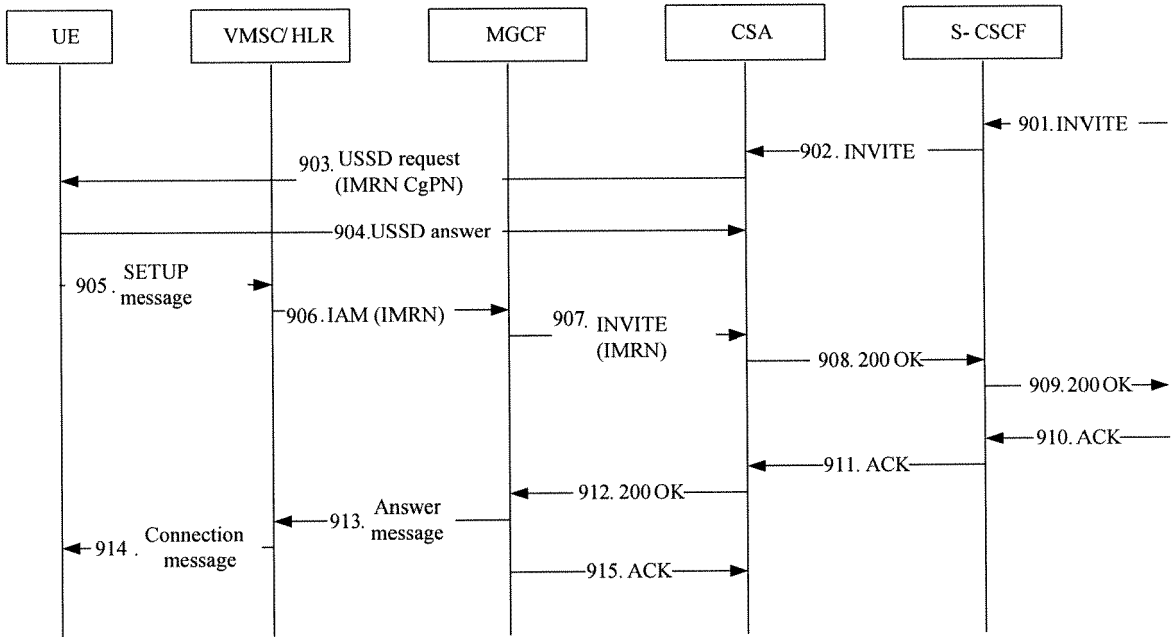 UE
VMSC/HLR
MGCF
CSA
S-CSCF
901. INVITE
902. INVITE
903. USSD request
(IMRN CgPN)
904. USSD answer
905. SETUP
message
906. IAM (IMRN)
907. INVITE
(IMRN)
908. 200 OK
909. 200 OK
910. ACK
911. ACK
912. 200 OK
913. Answer
message
914. Connection
message
915. ACK